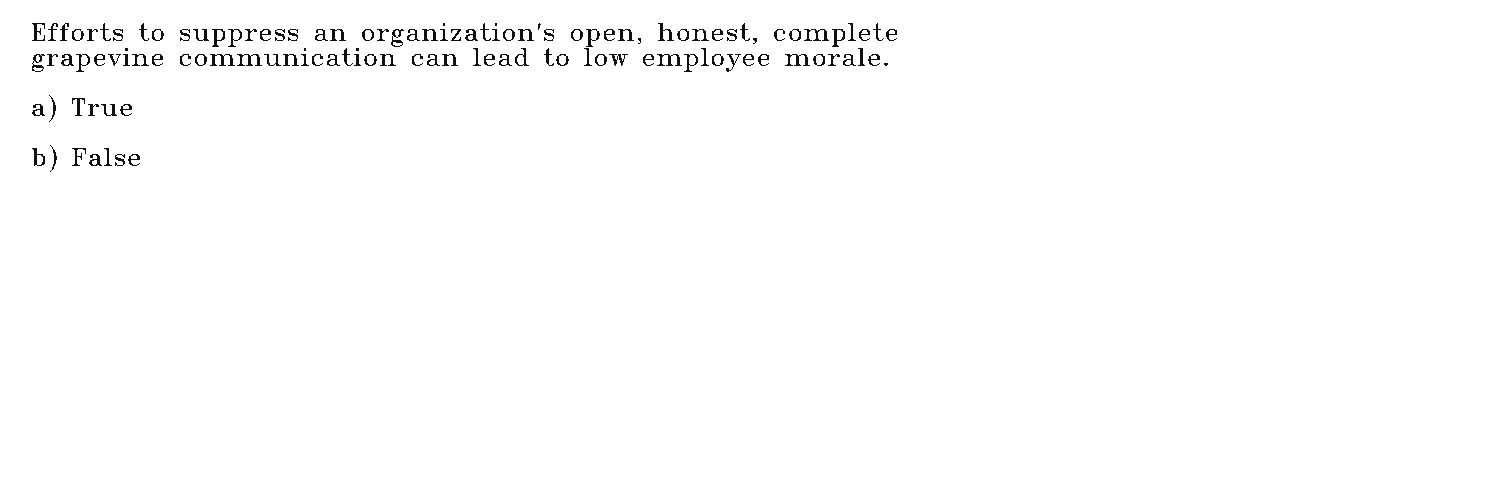 Efforts to suppress an organization's open, honest, complete
grapevine communication can lead to low employee morale.
a) True
b) False